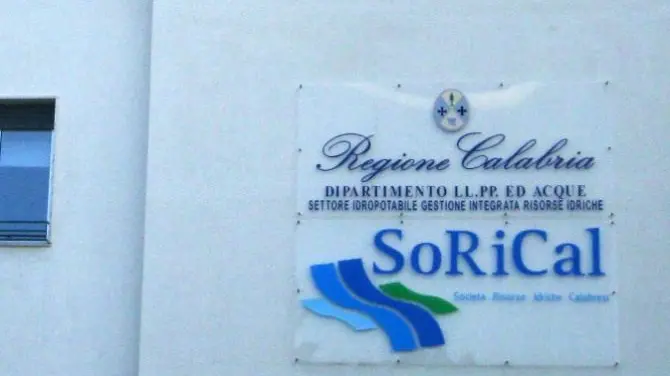 Regione Calabria
DIPARTIMENTO LL.PP. ED ACQUE
SETTORE IDROPOTABILE GESTIONE INTEGRATA RISORSE IDRICHE
SoRiCal
Società Risorse Idriche Calabresi